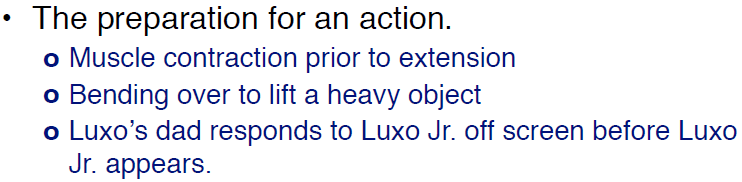 • The preparation for an action.
o Muscle contraction prior to extension
o Bending over to lift a heavy object
o Luxo's dad responds to Luxo Jr. off screen before Luxo
Jr. appears.